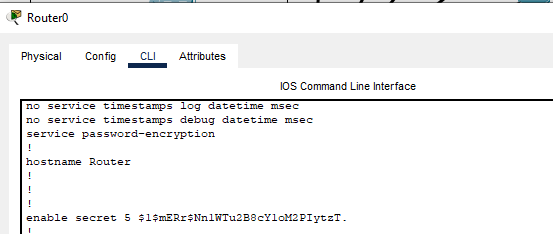 Router0
Physical Config CLI Attributes
IOS Command Line Interface
no service timestamps log datetime msec
no service timestamps debug datetime msec
service password-encryption
!
hostname Router
!
!
!
enable secret 5 $1$mERr$Nn1WTu2B8cY1oM2PIytzT.
!